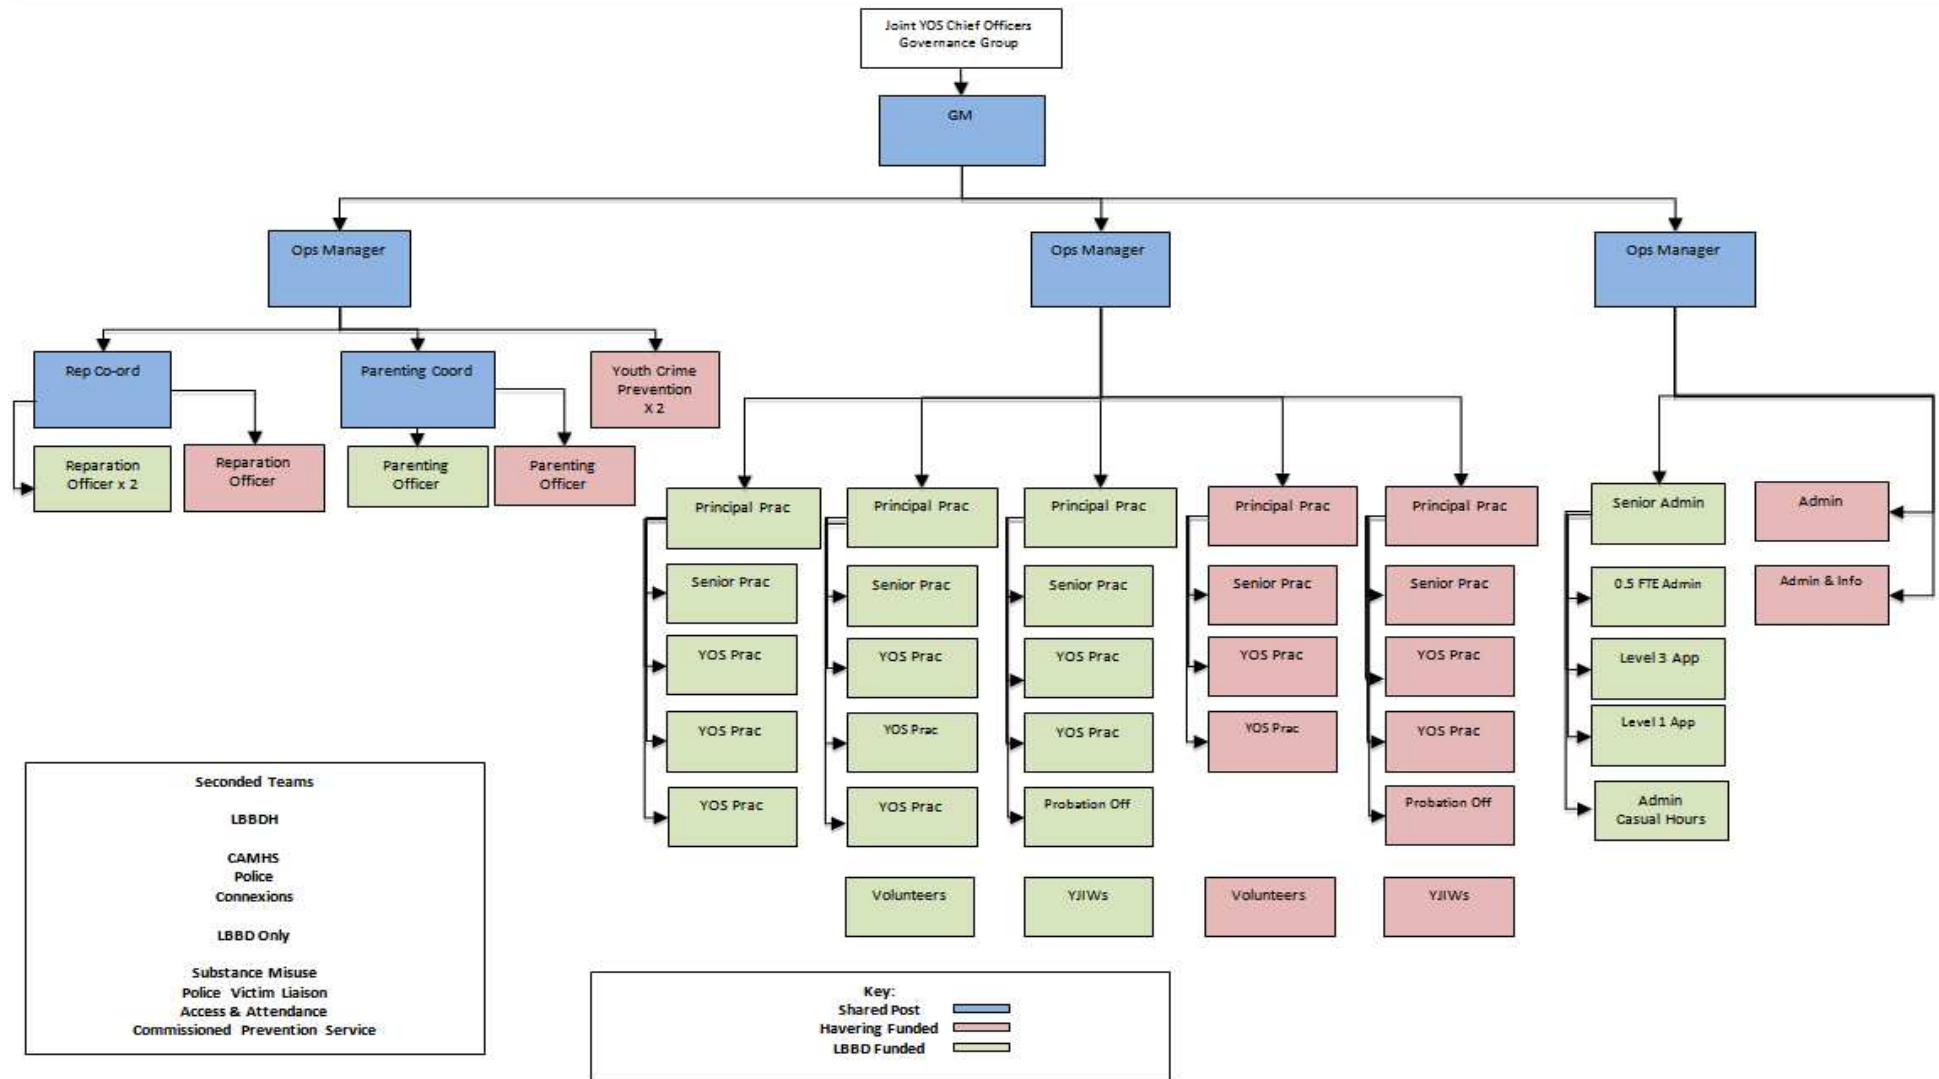 Joint YOS Chief Officers
Governance Group
GM
Ops Manager
Ops Manager
Ops Manager
Rep Co-ord
Parenting Coord
Youth Crime
Prevention
X 2
Reparation
Officer x 2
Reparation
Officer
Parenting
Officer
Parenting
Officer
Principal Prac
Principal Prac
Principal Prac
Principal Prac
Principal Prac
Senior Admin
Admin
Senior Prac
Senior Prac
Senior Prac
Senior Prac
Senior Prac
0.5 FTE Admin
Admin & Info
YOS Prac
YOS Prac
YOS Prac
YOS Prac
YOS Prac
Level 3 App
YOS Prac
YOS Prac
YOS Prac
YOS Prac
YOS Prac
Level 1 App
YOS Prac
YOS Prac
Probation Off
Probation Off
Admin
Casual Hours
Volunteers
YJIWs
Volunteers
YJIWs
Seconded Teams
LBBDH
CAMHS
Police
Connexions
LBBD Only
Substance Misuse
Police Victim Liaison
Access & Attendance
Commissioned Prevention Service
Key:
Shared Post
Havering Funded
LBBD Funded